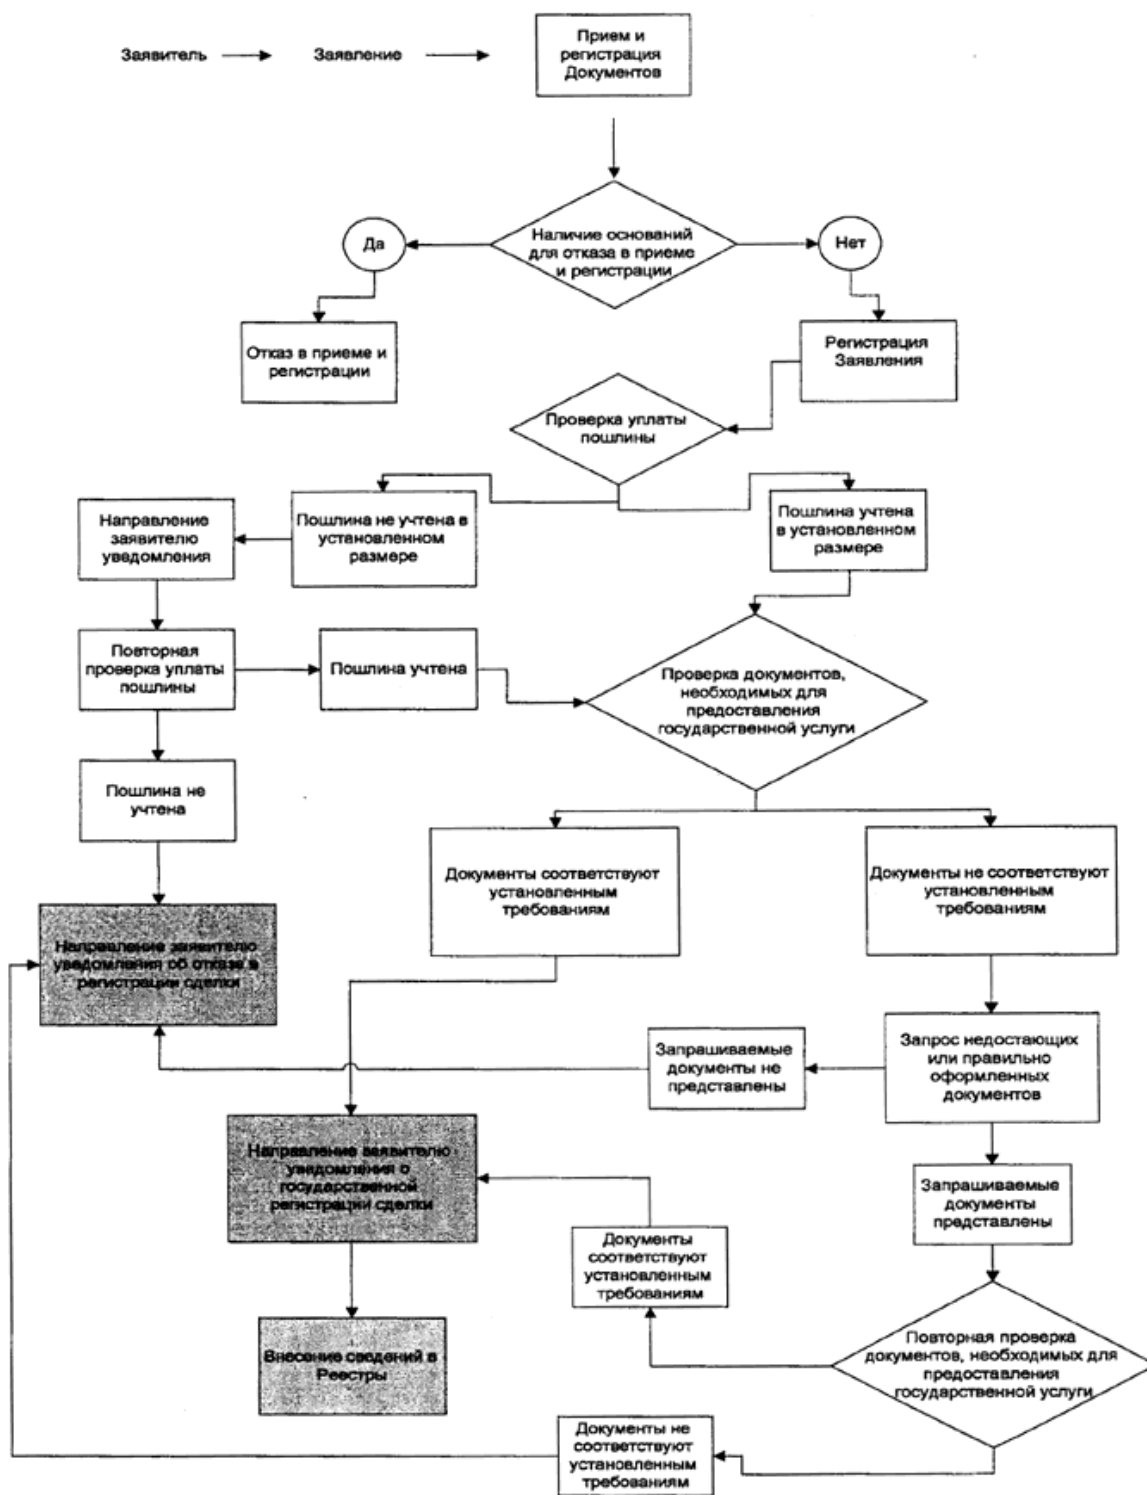 Заявитель
Заявление
Прием и
регистрация
Документов
Наличие оснований
для отказа в приеме
и регистрации
Да
Нет
Отказ в приеме и
регистрации
Регистрация
Заявления
Проверка уплаты
пошлины
Направление
заявителю
уведомления
Пошлина не учтена в
установленном
размере
Пошлина учтена
в установленном
размере
Повторная
проверка уплаты
пошлины
Пошлина учтена
Проверка документов,
необходимых для
предоставления
государственной услуги
Пошлина не
учтена
Документы соответствуют
установленным
требованиям
Документы не соответствуют
установленным
требованиям
Направление заявителю
уведомления об отказе в
регистрации сделки
Запрашиваемые
документы не
представлены
Запрос недостающих
или правильно
оформленных
документов
Направление заявителю
уведомления о
государственной
регистрации сделки
Запрашиваемые
документы
представлены
Документы
соответствуют
установленным
требованиям
Внесение сведений в
Реестры
Повторная проверка
документов, необходимых для
предоставления
государственной услуги
Документы не
соответствуют
установленным
требованиям